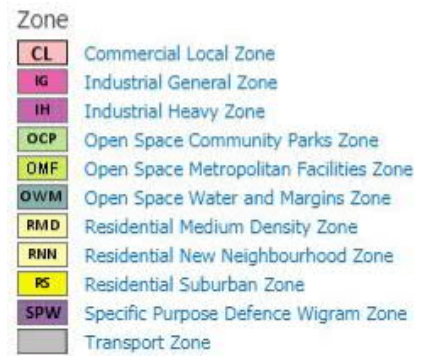 Zone
CL Commercial Local Zone
IG Industrial General Zone
IH Industrial Heavy Zone
OCP Open Space Community Parks Zone
OMF Open Space Metropolitan Facilities Zone
OWM Open Space Water and Margins Zone
RMD Residential Medium Density Zone
RNN Residential New Neighbourhood Zone
RS Residential Suburban Zone
SPW Specific Purpose Defence Wigram Zone
Transport Zone